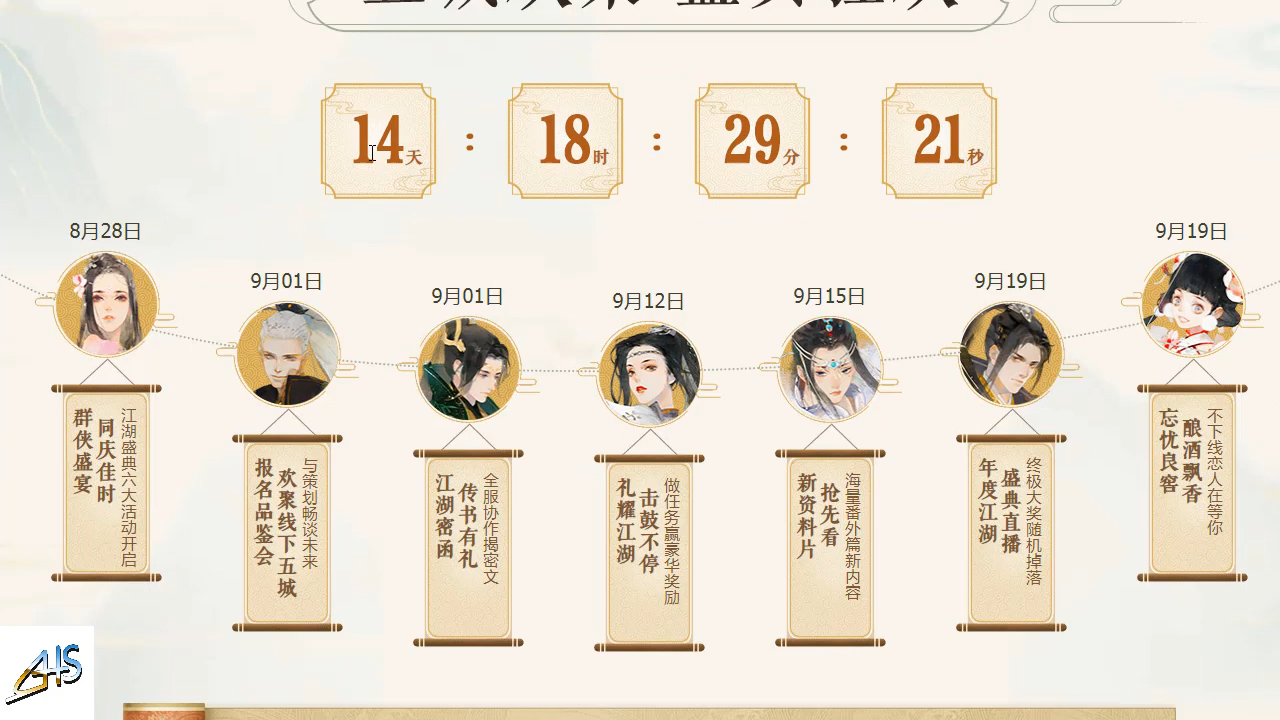 14天 : 18时 : 29分 : 21秒
8月28日
江湖盛典六大活动开启
同庆佳时
群侠盛宴
9月01日
与策划畅谈未来
欢聚线下五城
报名品鉴会
9月01日
全服协作揭密文
传书有礼
江湖密函
9月12日
做任务赢豪华奖励
击鼓不停
礼耀江湖
9月15日
海量番外篇新内容
抢先看
新资料片
9月19日
终极大奖随机掉落
盛典直播
年度江湖
9月19日
不下线恋人在等你
酿酒飘香
忘忧良窖